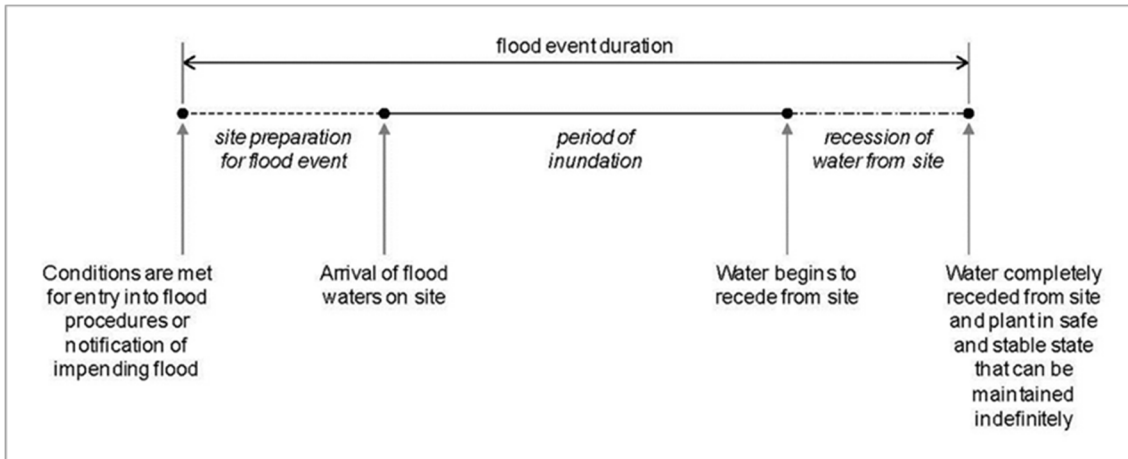 flood event duration
site preparation
for flood event
period of
inundation
recession of
water from site
Conditions are met
for entry into flood
procedures or
notification of
impending flood
Arrival of flood
waters on site
Water begins to
recede from site
Water completely
receded from site
and plant in safe
and stable state
that can be
maintained
indefinitely